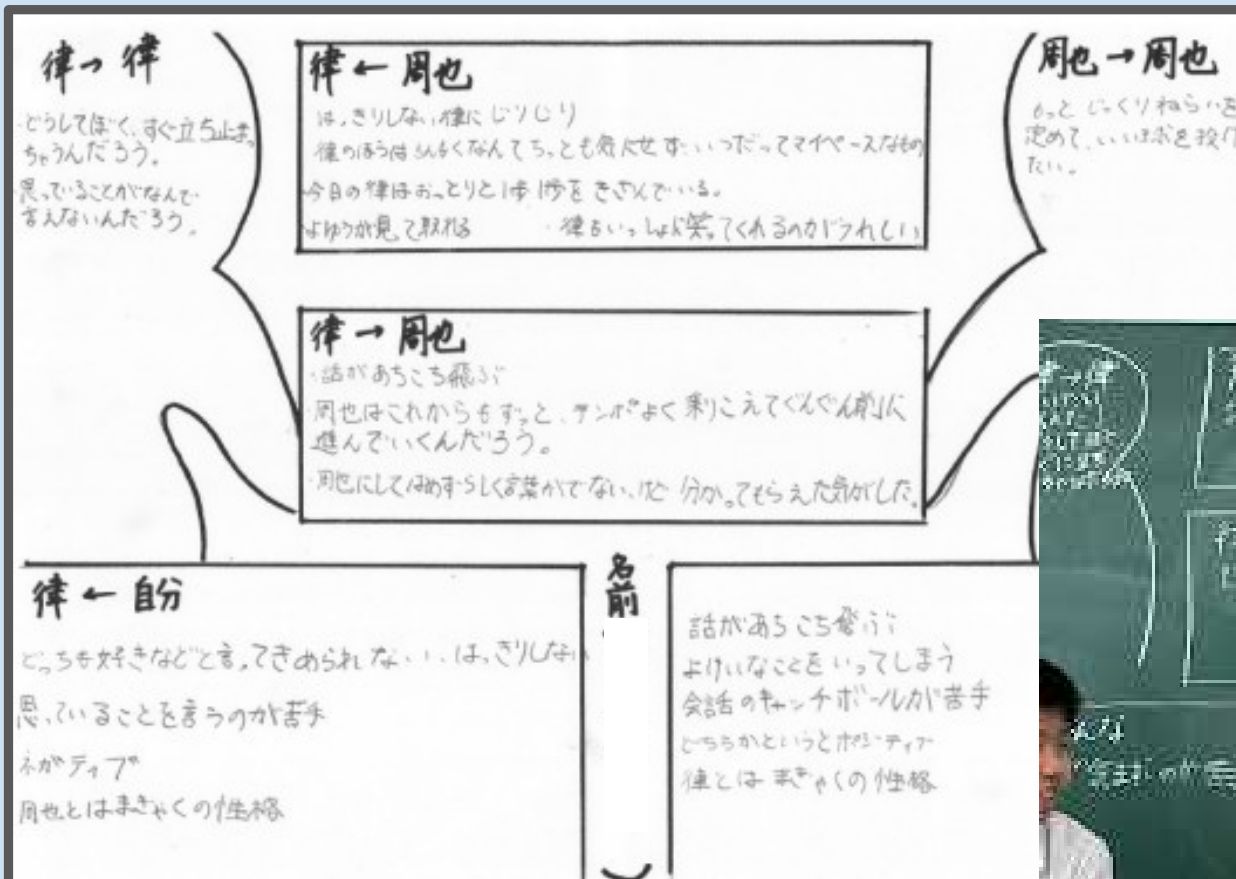 律→律
・どうしてぼく、すぐ立ち止まっ
ちゃうんだろう。
・思っていることがなんで
言えないんだろう。
律←周也
はっきりしない律にじりじり
律のほうはちんもくなんてちっとも気にせず、いつだってマイペースなもの
今日の律はおっとりと1歩1歩をきざんでいる。
よゆうが見て取れる ・律もいっしょに笑ってくれるのがうれしい
周也→周也
もっとじっくりねらいを
定めて、いい球を投げ
たい。
律→周也
・話があちこち飛ぶ
・周也はこれからもずっと、テンポよく乗りこえてぐんぐん前に
進んでいくんだろう。
・周也にしてはめずらしく言葉がでない、けど分かってもらえた気がした。
律←自分
どっちも好きなどと言ってきめられない、はっきりしない
思っていることを言うのが苦手
ネガティブ
周也とはまぎゃくの性格
名前
話があちこち飛ぶ
よけいなことをいってしまう
会話のキャッチボールが苦手
どちらかというとポジティブ
律とはまぎゃくの性格